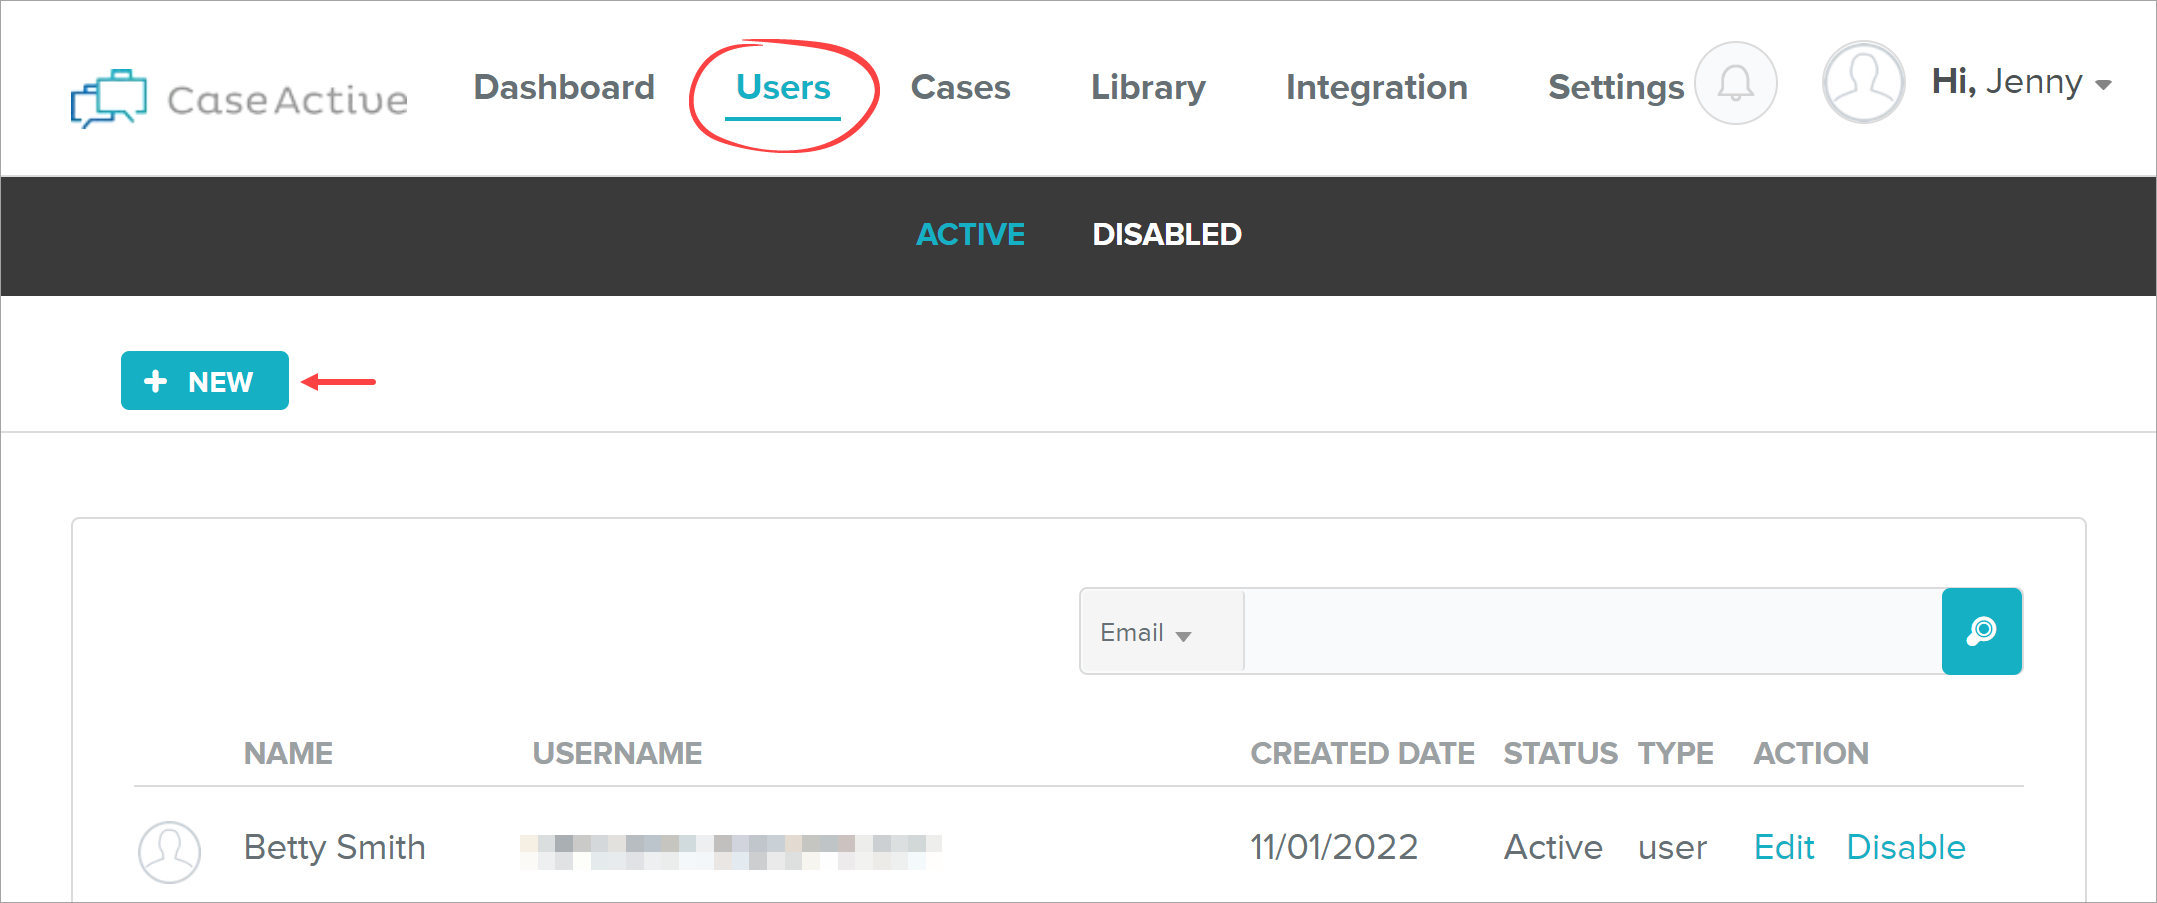 CaseActive Dashboard Users Cases Library Integration Settings Hi, Jenny
ACTIVE DISABLED
+ NEW
Email
NAME USERNAME CREATED DATE STATUS TYPE ACTION
Betty Smith 11/01/2022 Active user Edit Disable